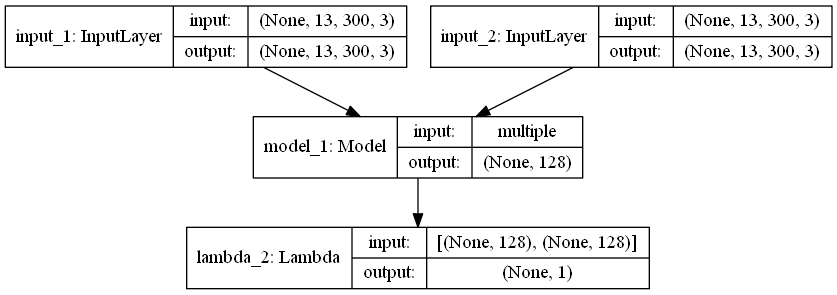 input_1: InputLayer
input: (None, 13, 300, 3)
output: (None, 13, 300, 3)
input_2: InputLayer
input: (None, 13, 300, 3)
output: (None, 13, 300, 3)
model_1: Model
input: multiple
output: (None, 128)
lambda_2: Lambda
input: [(None, 128), (None, 128)]
output: (None, 1)